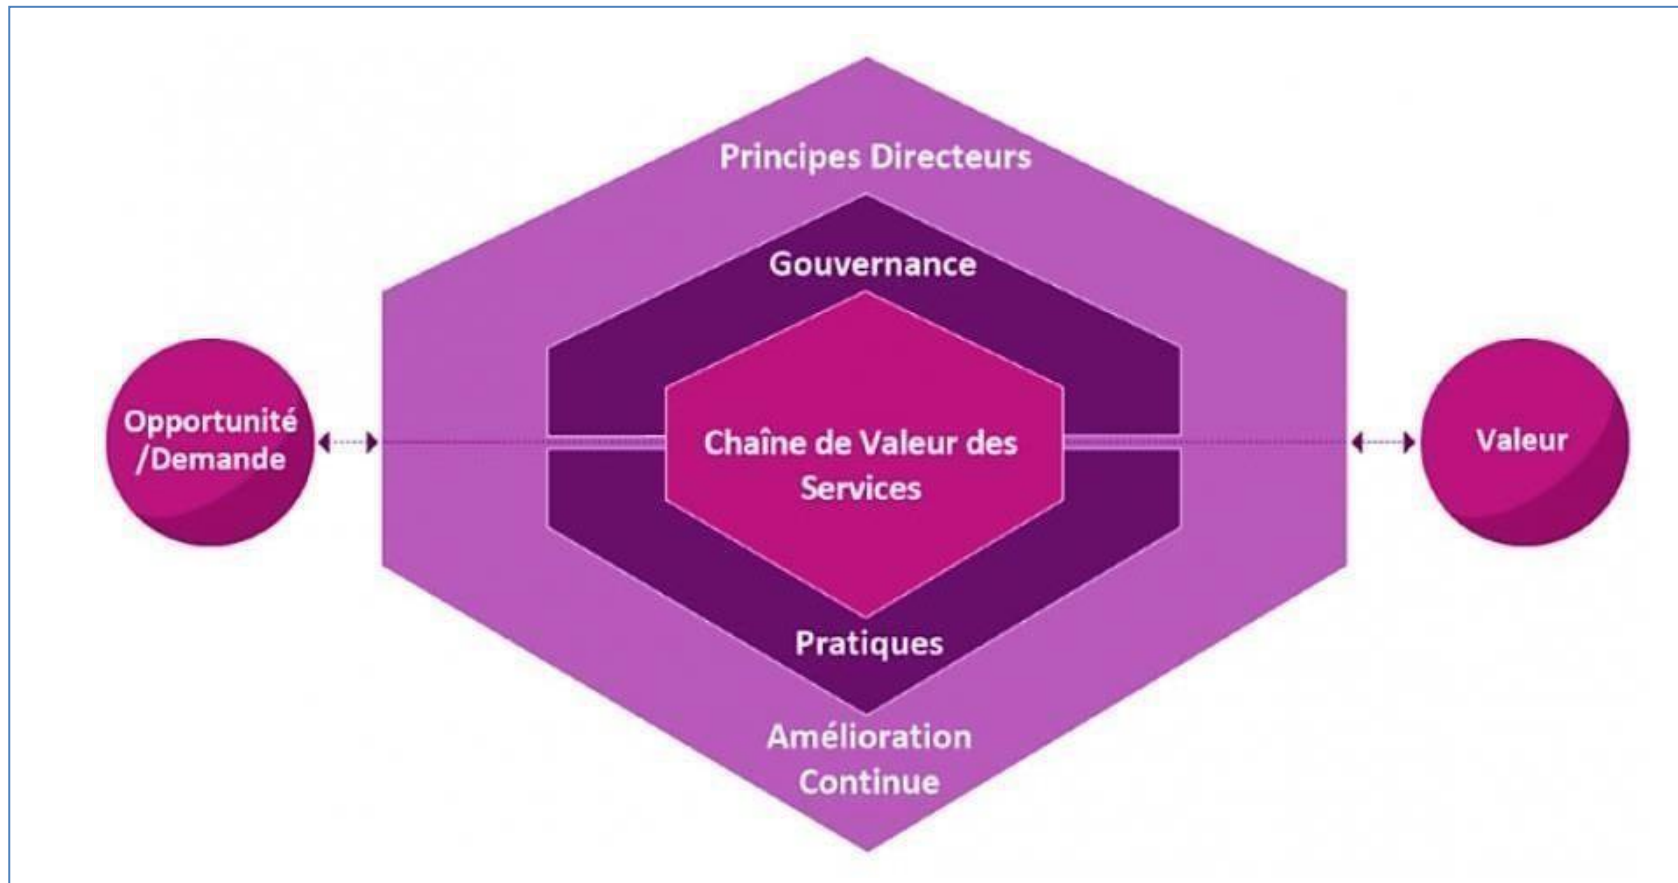 Principes Directeurs
Gouvernance
Opportunité
/Demande
Chaîne de Valeur des
Services
Valeur
Pratiques
Amélioration
Continue